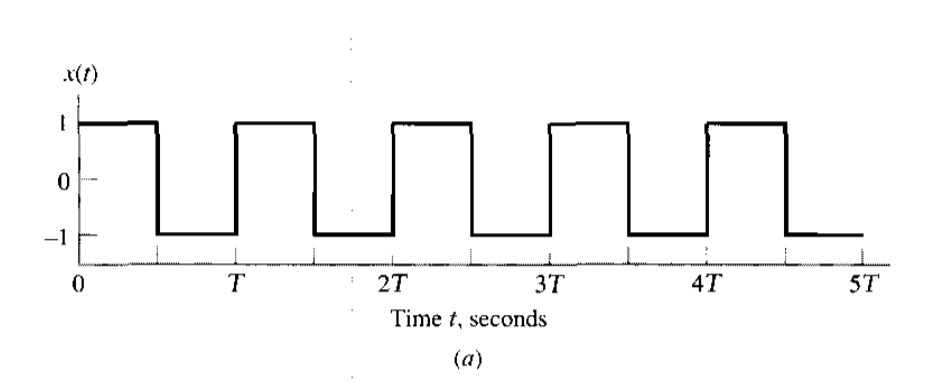 x(t)
1
0
−1
0 T 2T 3T 4T 5T
Time t, seconds
(a)